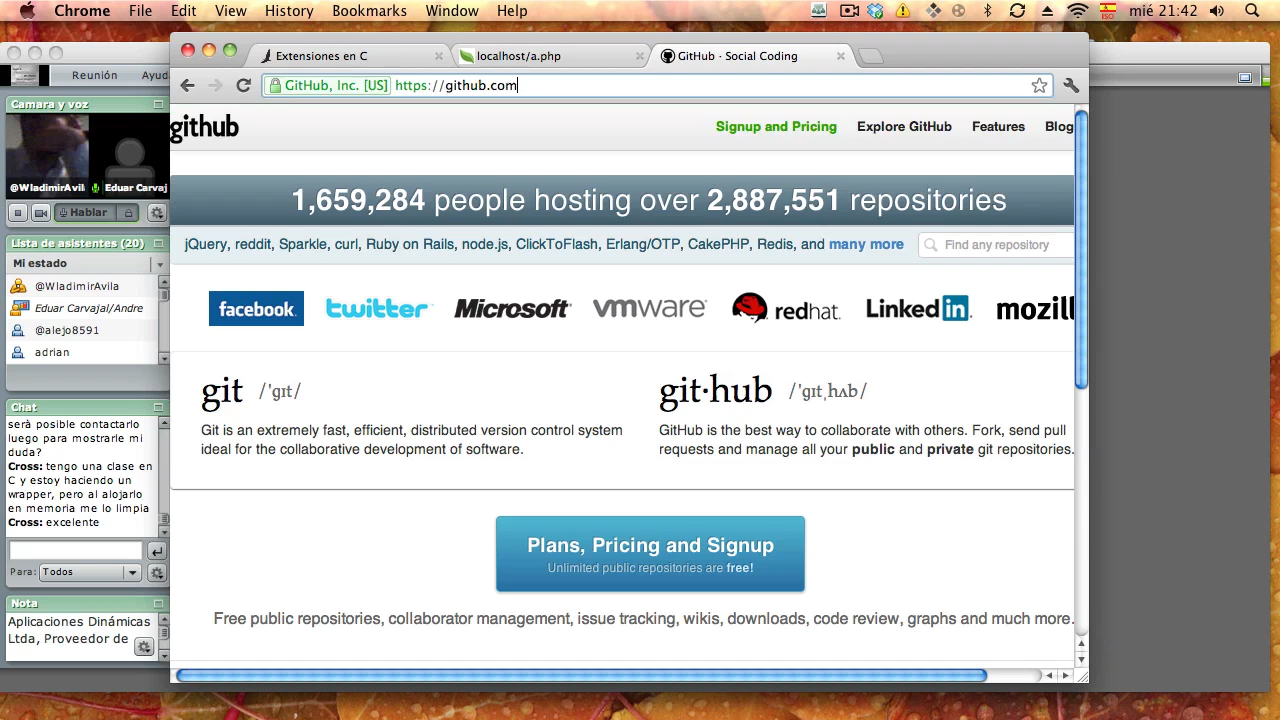 Chrome File Edit View History Bookmarks Window Help
ISO mié 21:42
Reunión Ayud
Extensiones en C
localhost/a.php
GitHub - Social Coding
GitHub, Inc. [US] https://github.com
Camara y voz
@WladimirAvil Eduar Carvaj
Hablar
Lista de asistentes (20)
Mi estado
@WladimirAvila
Eduar Carvajal/Andre
@alejo8591
adrian
Chat
serà posible contactarlo
luego para mostrarle mi
duda?
Cross: tengo una clase en
C y estoy haciendo un
wrapper, pero al alojarlo
en memoria me lo limpia
Cross: excelente
Para: Todos
Nota
Aplicaciones Dinámicas
Ltda, Proveedor de
github
Signup and Pricing Explore GitHub Features Blog
1,659,284 people hosting over 2,887,551 repositories
jQuery, reddit, Sparkle, curl, Ruby on Rails, node.js, ClickToFlash, Erlang/OTP, CakePHP, Redis, and many more
Find any repository
facebook twitter Microsoft vmware redhat. Linked in mozill
git /'gɪt/
Git is an extremely fast, efficient, distributed version control system
ideal for the collaborative development of software.
git·hub /'gɪt,hʌb/
GitHub is the best way to collaborate with others. Fork, send pull
requests and manage all your public and private git repositories.
Plans, Pricing and Signup
Unlimited public repositories are free!
Free public repositories, collaborator management, issue tracking, wikis, downloads, code review, graphs and much more.